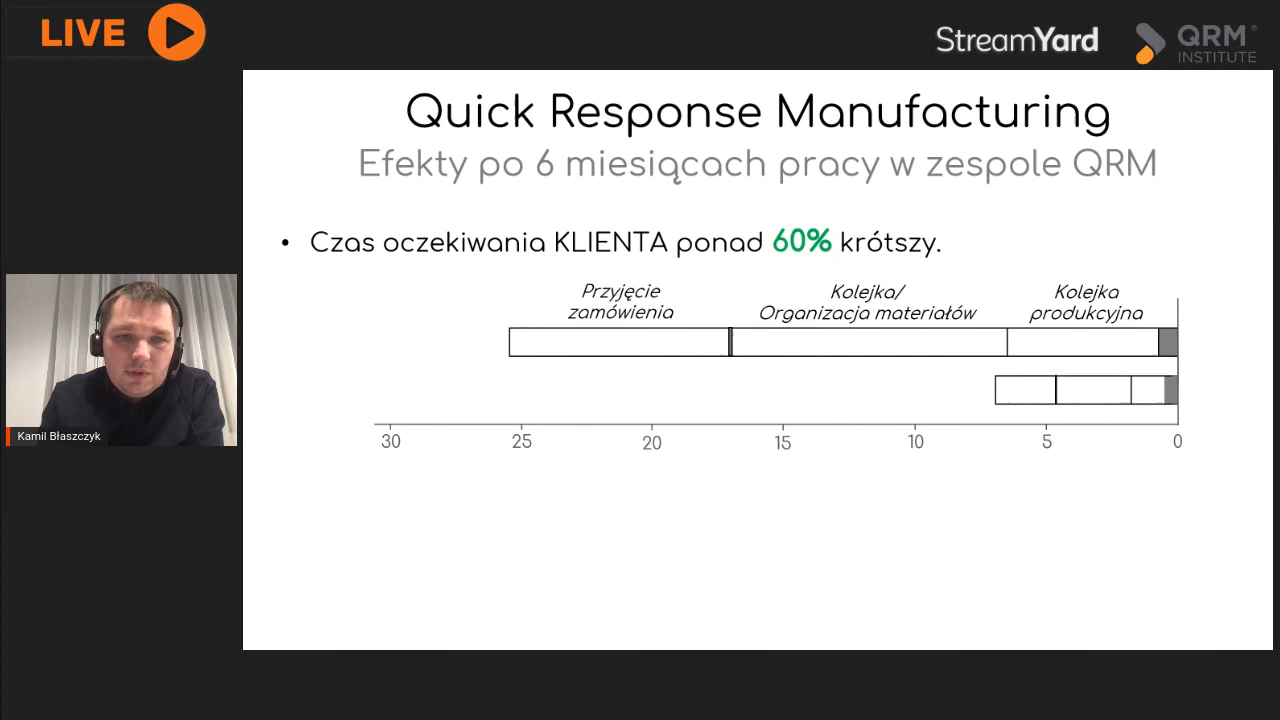 LIVE
StreamYard
QRM
INSTITUTE
Quick Response Manufacturing
Efekty po 6 miesiącach pracy w zespole QRM
• Czas oczekiwania KLIENTA ponad 60% krótszy.
Przyjęcie
zamówienia
Kolejka/
Organizacja materiałów
Kolejka
produkcyjna
30 25 20 15 10 5 0
Kamil Błaszczyk